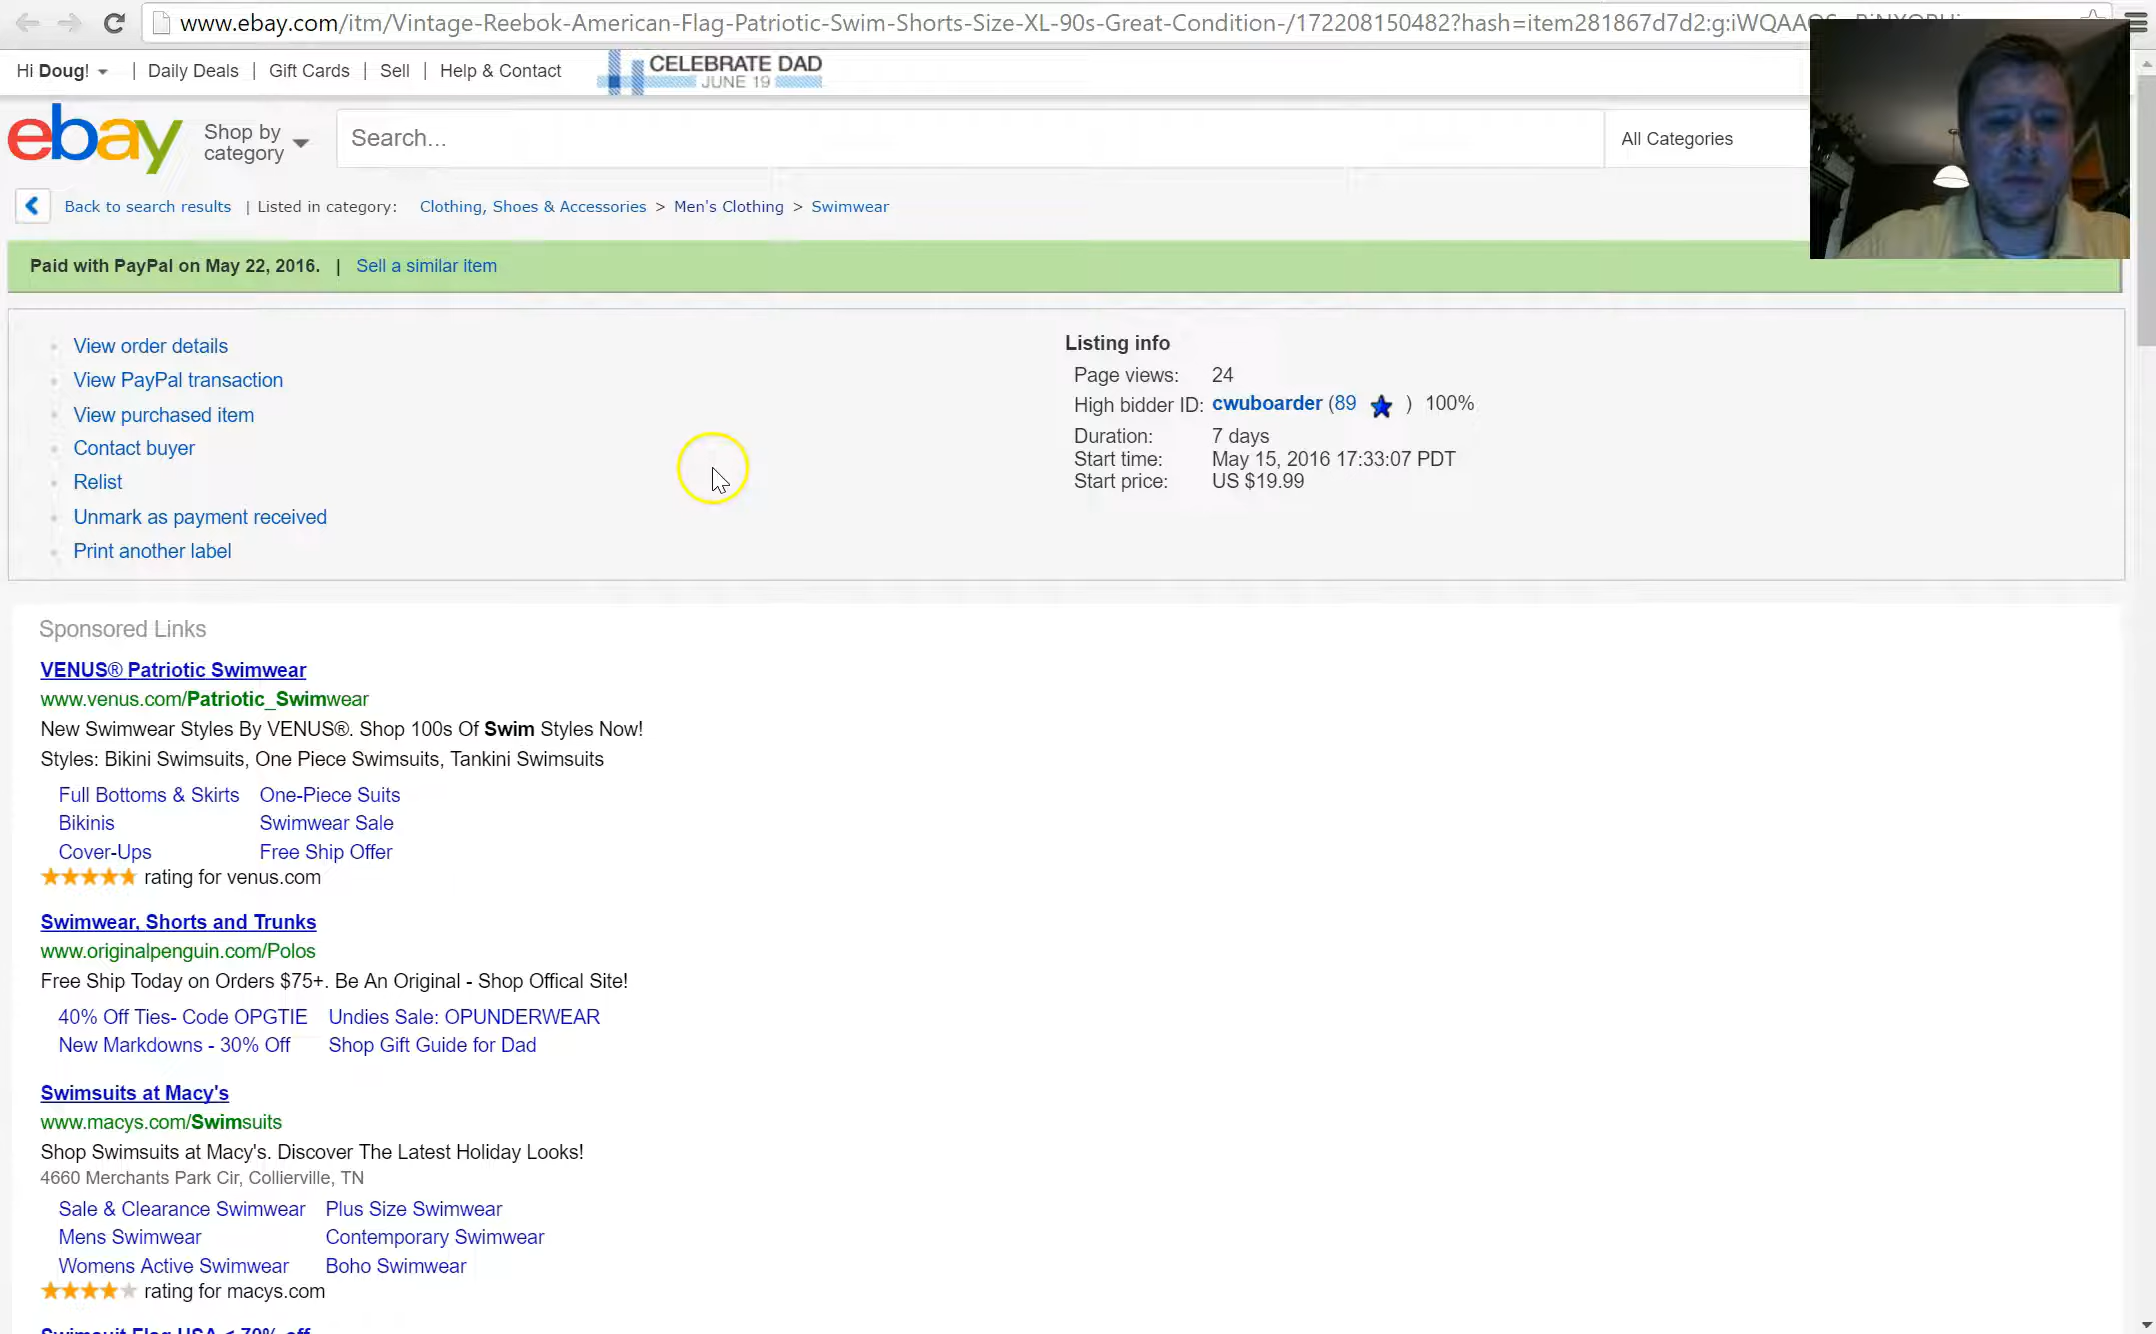 www.ebay.com/itm/Vintage-Reebok-American-Flag-Patriotic-Swim-Shorts-Size-XL-90s-Great-Condition-/172208150482?hash=item281867d7d2:g:iWQAAOS
Hi Doug! | Daily Deals | Gift Cards | Sell | Help & Contact
CELEBRATE DAD
JUNE 19
ebay
Shop by
category
Search...
All Categories
Back to search results | Listed in category: Clothing, Shoes & Accessories > Men's Clothing > Swimwear
Paid with PayPal on May 22, 2016. | Sell a similar item
View order details
View PayPal transaction
View purchased item
Contact buyer
Relist
Unmark as payment received
Print another label
Listing info
Page views: 24
High bidder ID: cwuboarder (89 ) 100%
Duration: 7 days
Start time: May 15, 2016 17:33:07 PDT
Start price: US $19.99
Sponsored Links
VENUS® Patriotic Swimwear
www.venus.com/Patriotic_Swimwear
New Swimwear Styles By VENUS®. Shop 100s Of Swim Styles Now!
Styles: Bikini Swimsuits, One Piece Swimsuits, Tankini Swimsuits
Full Bottoms & Skirts One-Piece Suits
Bikinis Swimwear Sale
Cover-Ups Free Ship Offer
rating for venus.com
Swimwear, Shorts and Trunks
www.originalpenguin.com/Polos
Free Ship Today on Orders $75+. Be An Original - Shop Offical Site!
40% Off Ties- Code OPGTIE Undies Sale: OPUNDERWEAR
New Markdowns - 30% Off Shop Gift Guide for Dad
Swimsuits at Macy's
www.macys.com/Swimsuits
Shop Swimsuits at Macy's. Discover The Latest Holiday Looks!
4660 Merchants Park Cir, Collierville, TN
Sale & Clearance Swimwear Plus Size Swimwear
Mens Swimwear Contemporary Swimwear
Womens Active Swimwear Boho Swimwear
rating for macys.com
Swimsuit Flag USA < 70% off